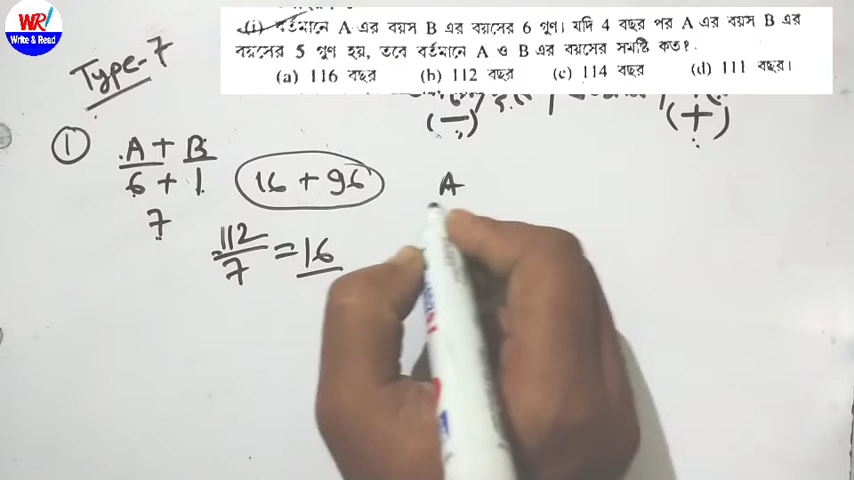 WR
Write & Read
(i) বর্তমানে A এর বয়স B এর বয়সের 6 গুণ। যদি 4 বছর পর A এর বয়স B এর
বয়সের 5 গুণ হয়, তবে বর্তমানে A ও B এর বয়সের সমষ্টি কত?
(a) 116 বছর (b) 112 বছর (c) 114 বছর (d) 111 বছর।
Type-7
(+)
1
A + B
6 + 1
16 + 96
A
7
112/7 = 16